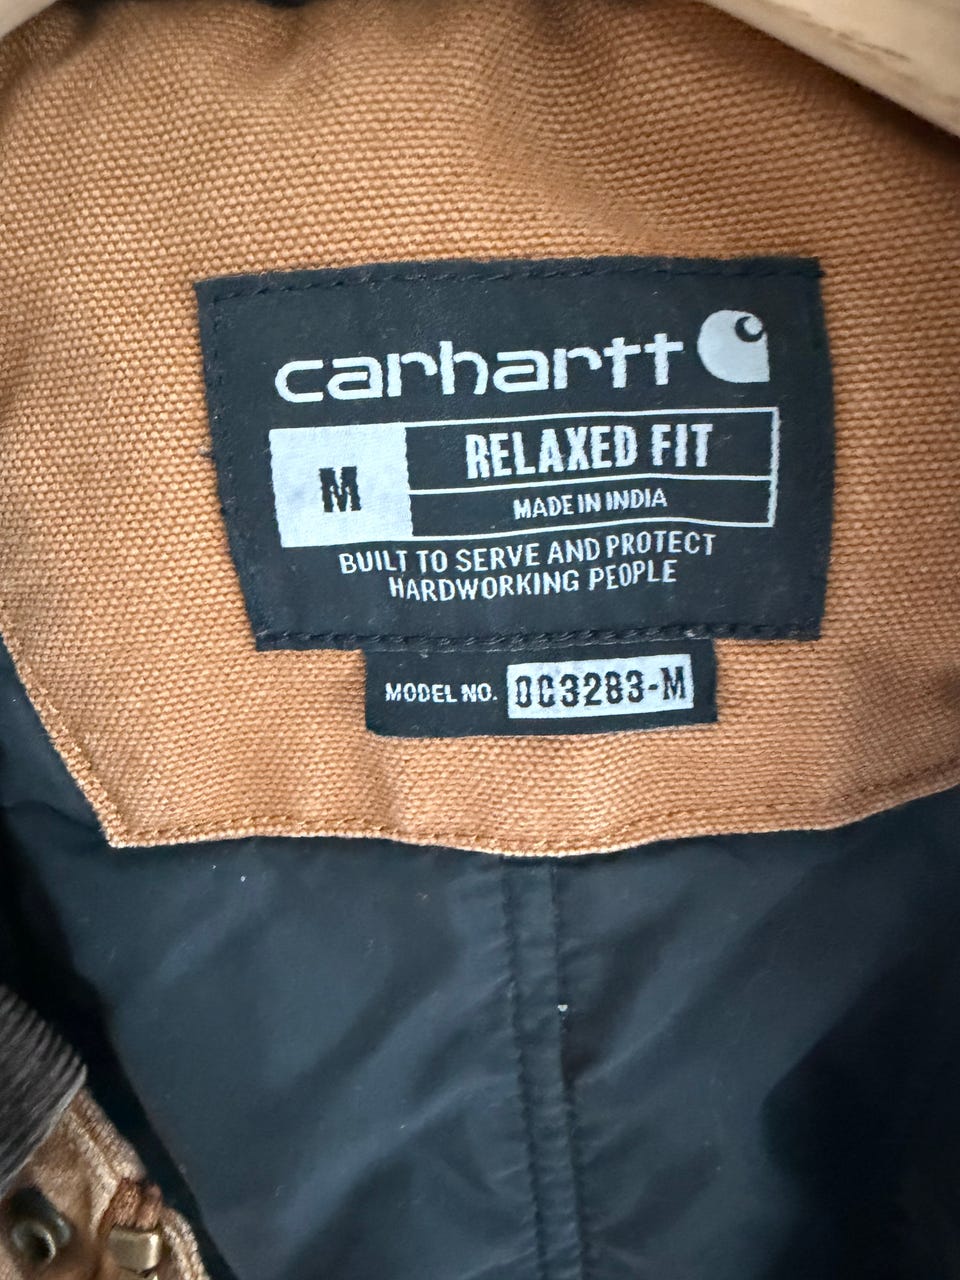 carhartt
M
RELAXED FIT
MADE IN INDIA
BUILT TO SERVE AND PROTECT
HARDWORKING PEOPLE
MODEL NO. OC3283-M